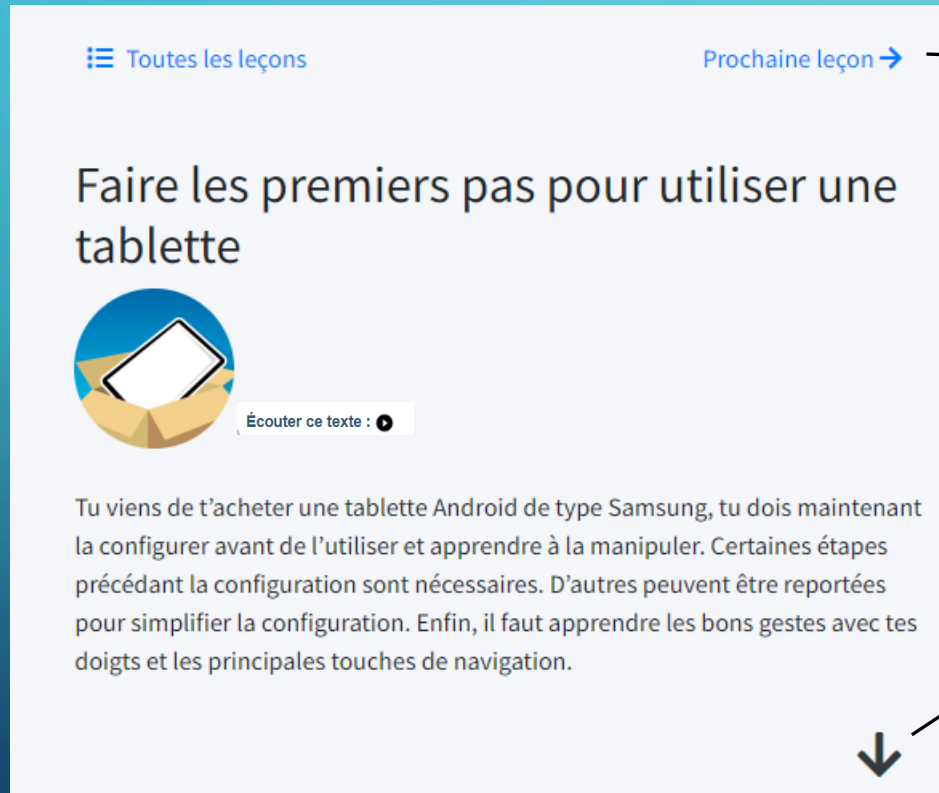 Toutes les leçons
Prochaine leçon
Faire les premiers pas pour utiliser une
tablette
Écouter ce texte :
Tu viens de t’acheter une tablette Android de type Samsung, tu dois maintenant
la configurer avant de l’utiliser et apprendre à la manipuler. Certaines étapes
précédant la configuration sont nécessaires. D’autres peuvent être reportées
pour simplifier la configuration. Enfin, il faut apprendre les bons gestes avec tes
doigts et les principales touches de navigation.